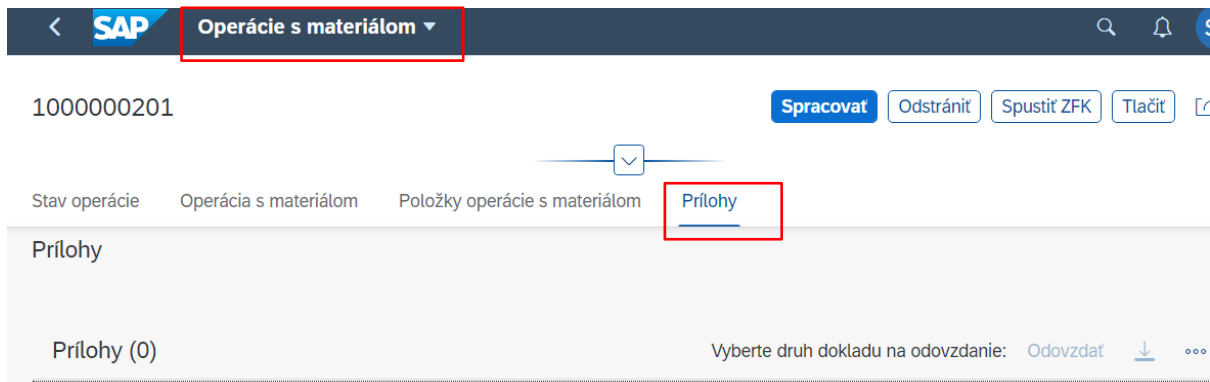 SAP Operácie s materiálom
1000000201 Spracovať Odstrániť Spustiť ZFK Tlačiť
Stav operácie Operácia s materiálom Položky operácie s materiálom Prílohy
Prílohy
Prílohy (0) Vyberte druh dokladu na odovzdanie: Odovzdať